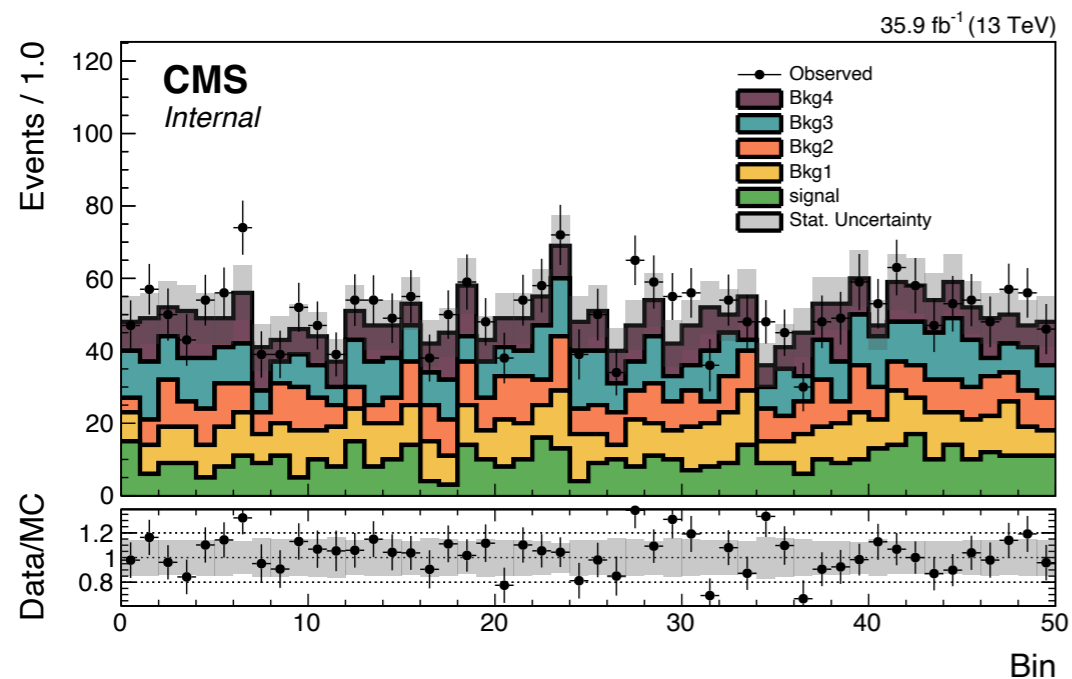 35.9 fb⁻¹ (13 TeV)
Events / 1.0
120
100
80
60
40
20
0
CMS
Internal
Observed
Bkg4
Bkg3
Bkg2
Bkg1
signal
Stat. Uncertainty
Data/MC
1.2
1
0.8
0 10 20 30 40 50
Bin